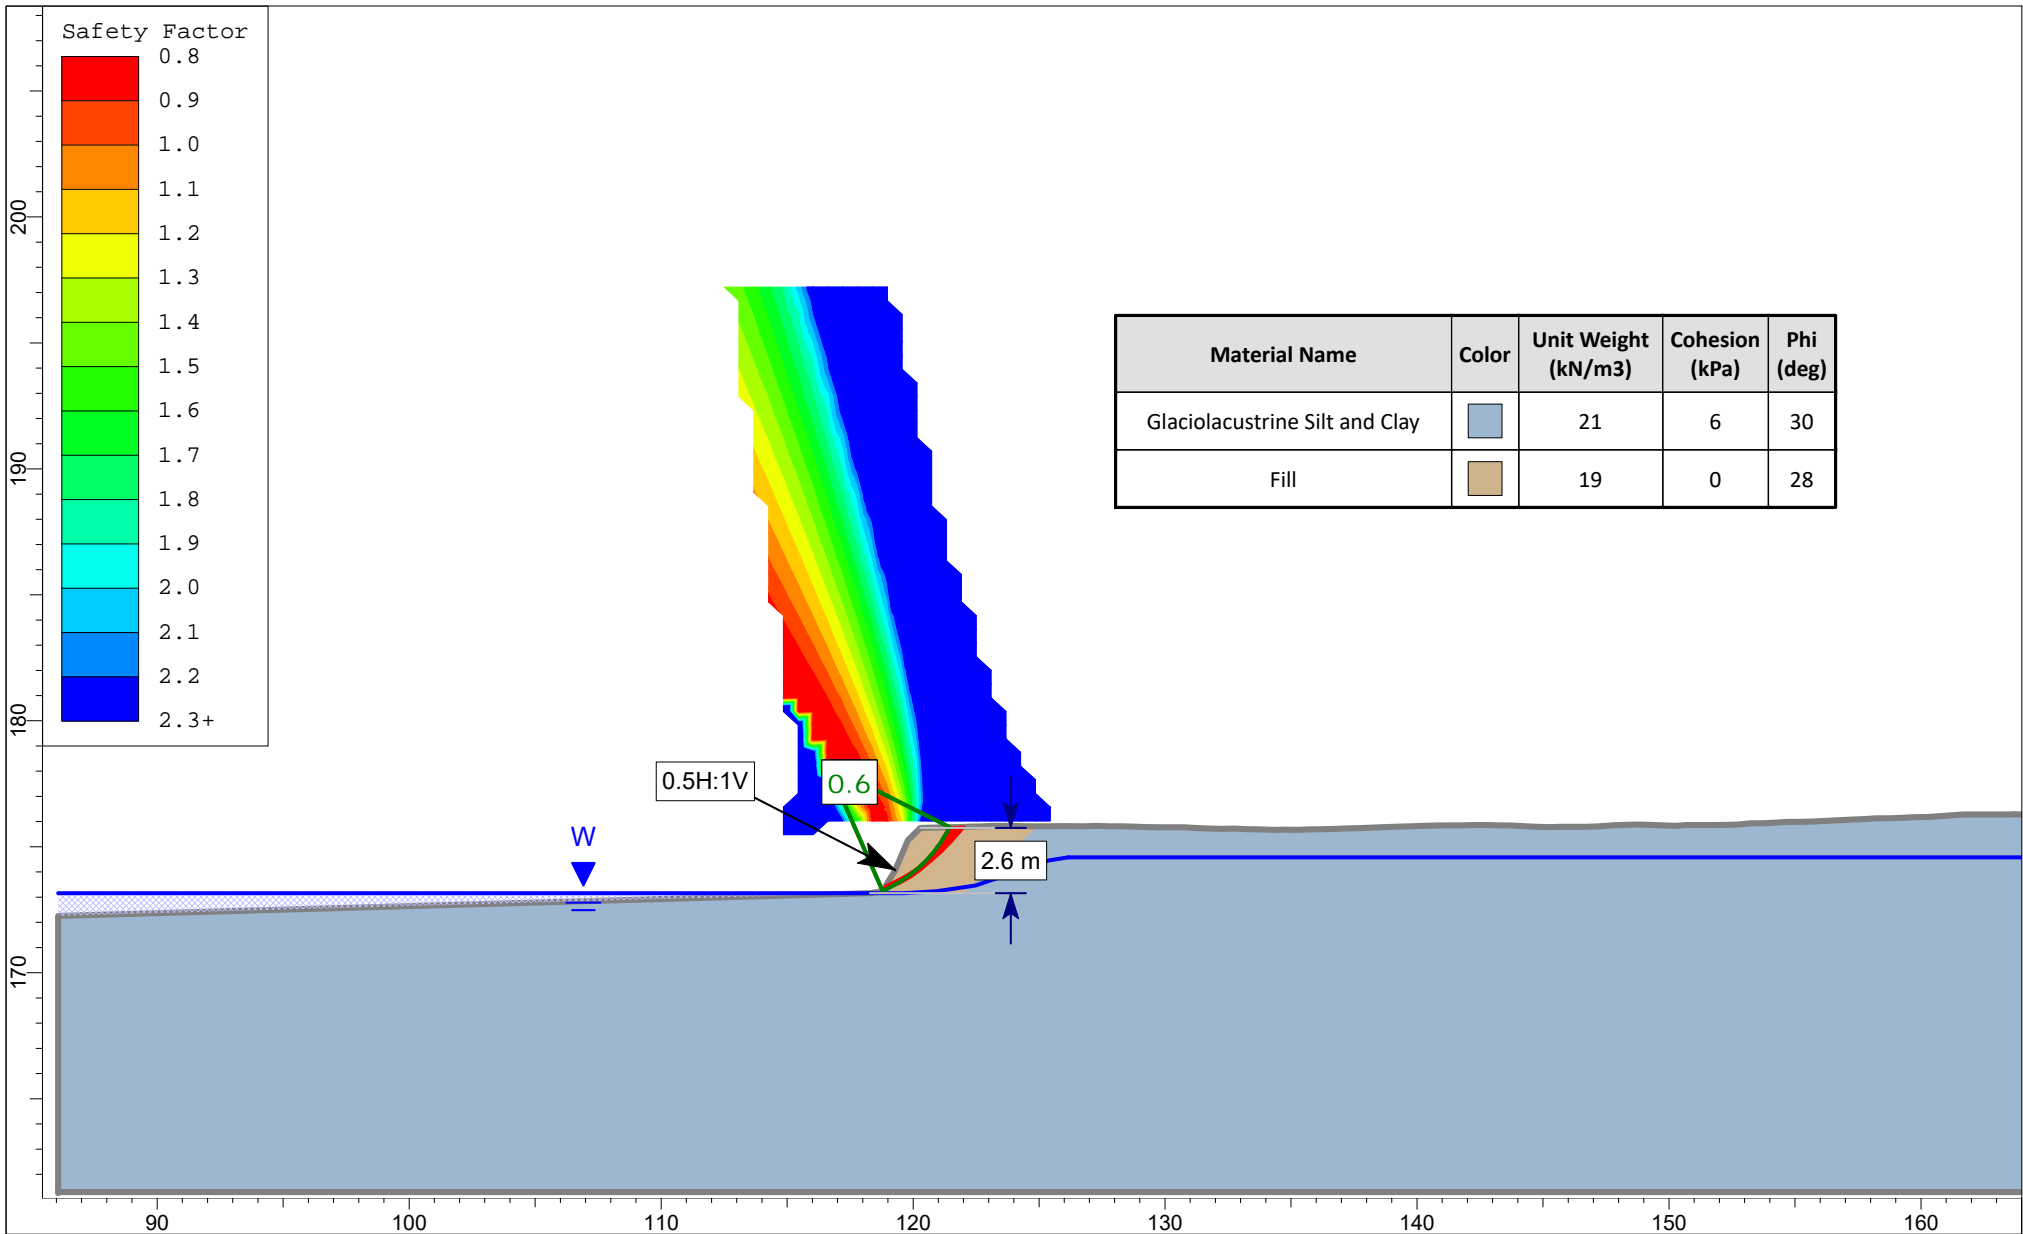 Safety Factor
0.8
0.9
1.0
1.1
1.2
1.3
1.4
1.5
1.6
1.7
1.8
1.9
2.0
2.1
2.2
2.3+
200
190
180
170
Material Name Color Unit Weight (kN/m3) Cohesion (kPa) Phi (deg)
Glaciolacustrine Silt and Clay 21 6 30
Fill 19 0 28
0.5H:1V
0.6
W
2.6 m
90 100 110 120 130 140 150 160